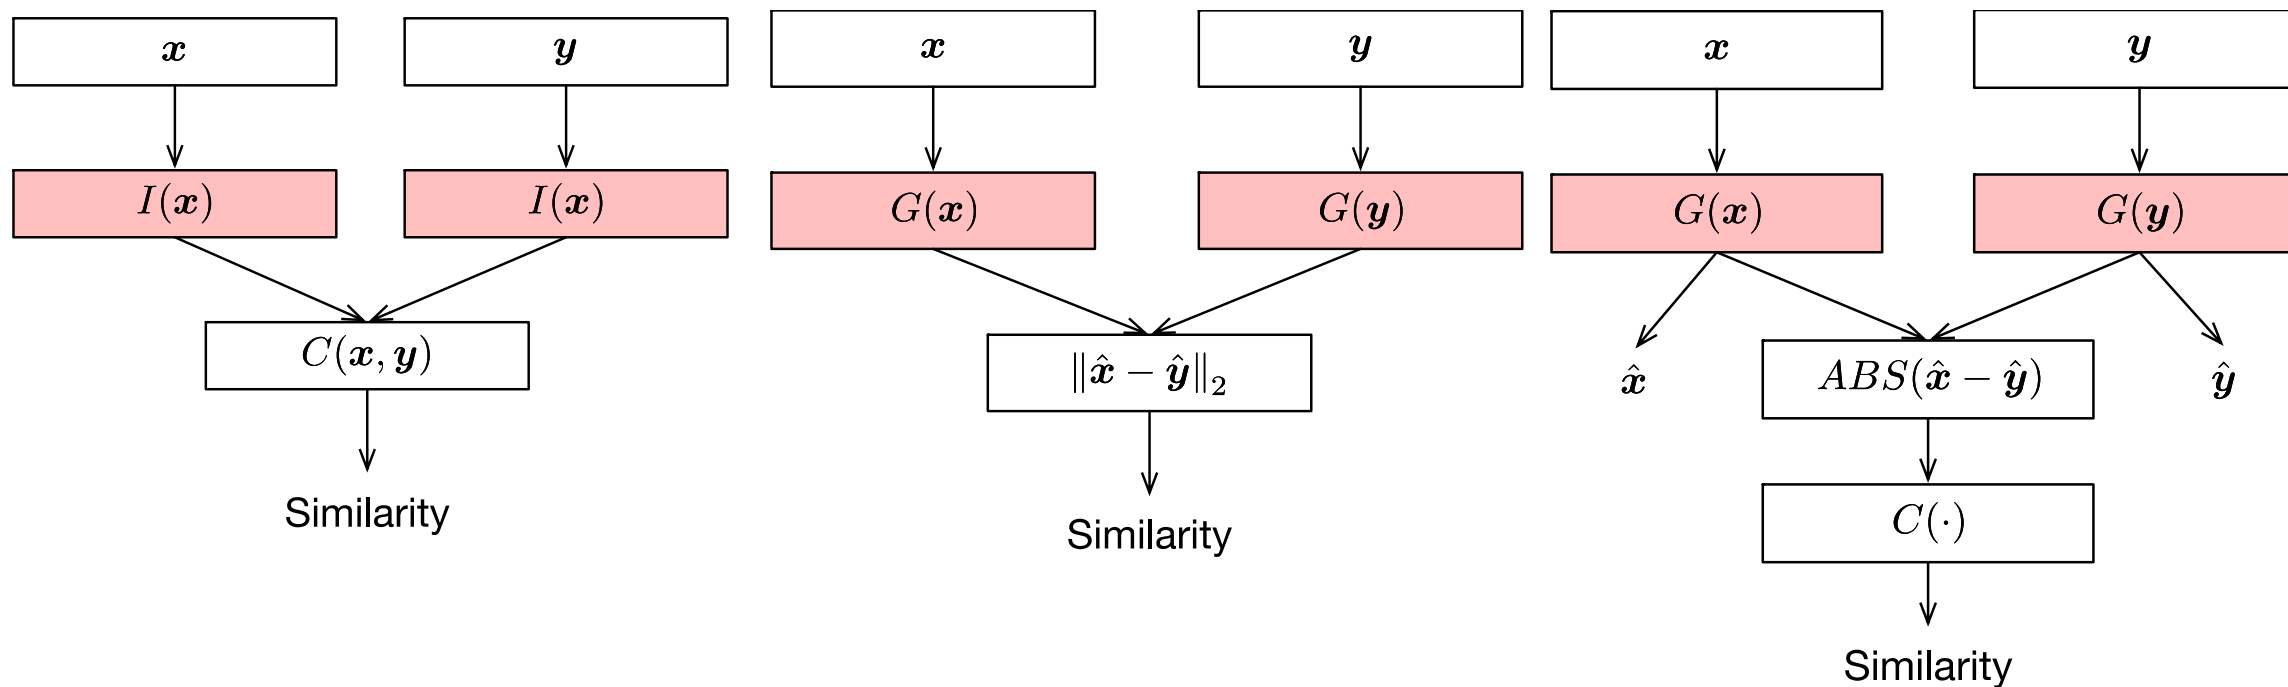 x
y
I(x)
I(x)
C(x, y)
Similarity
x
y
G(x)
G(y)
‖x̂ − ŷ‖₂
Similarity
x
y
G(x)
G(y)
x̂
ABS(x̂ − ŷ)
ŷ
C(·)
Similarity